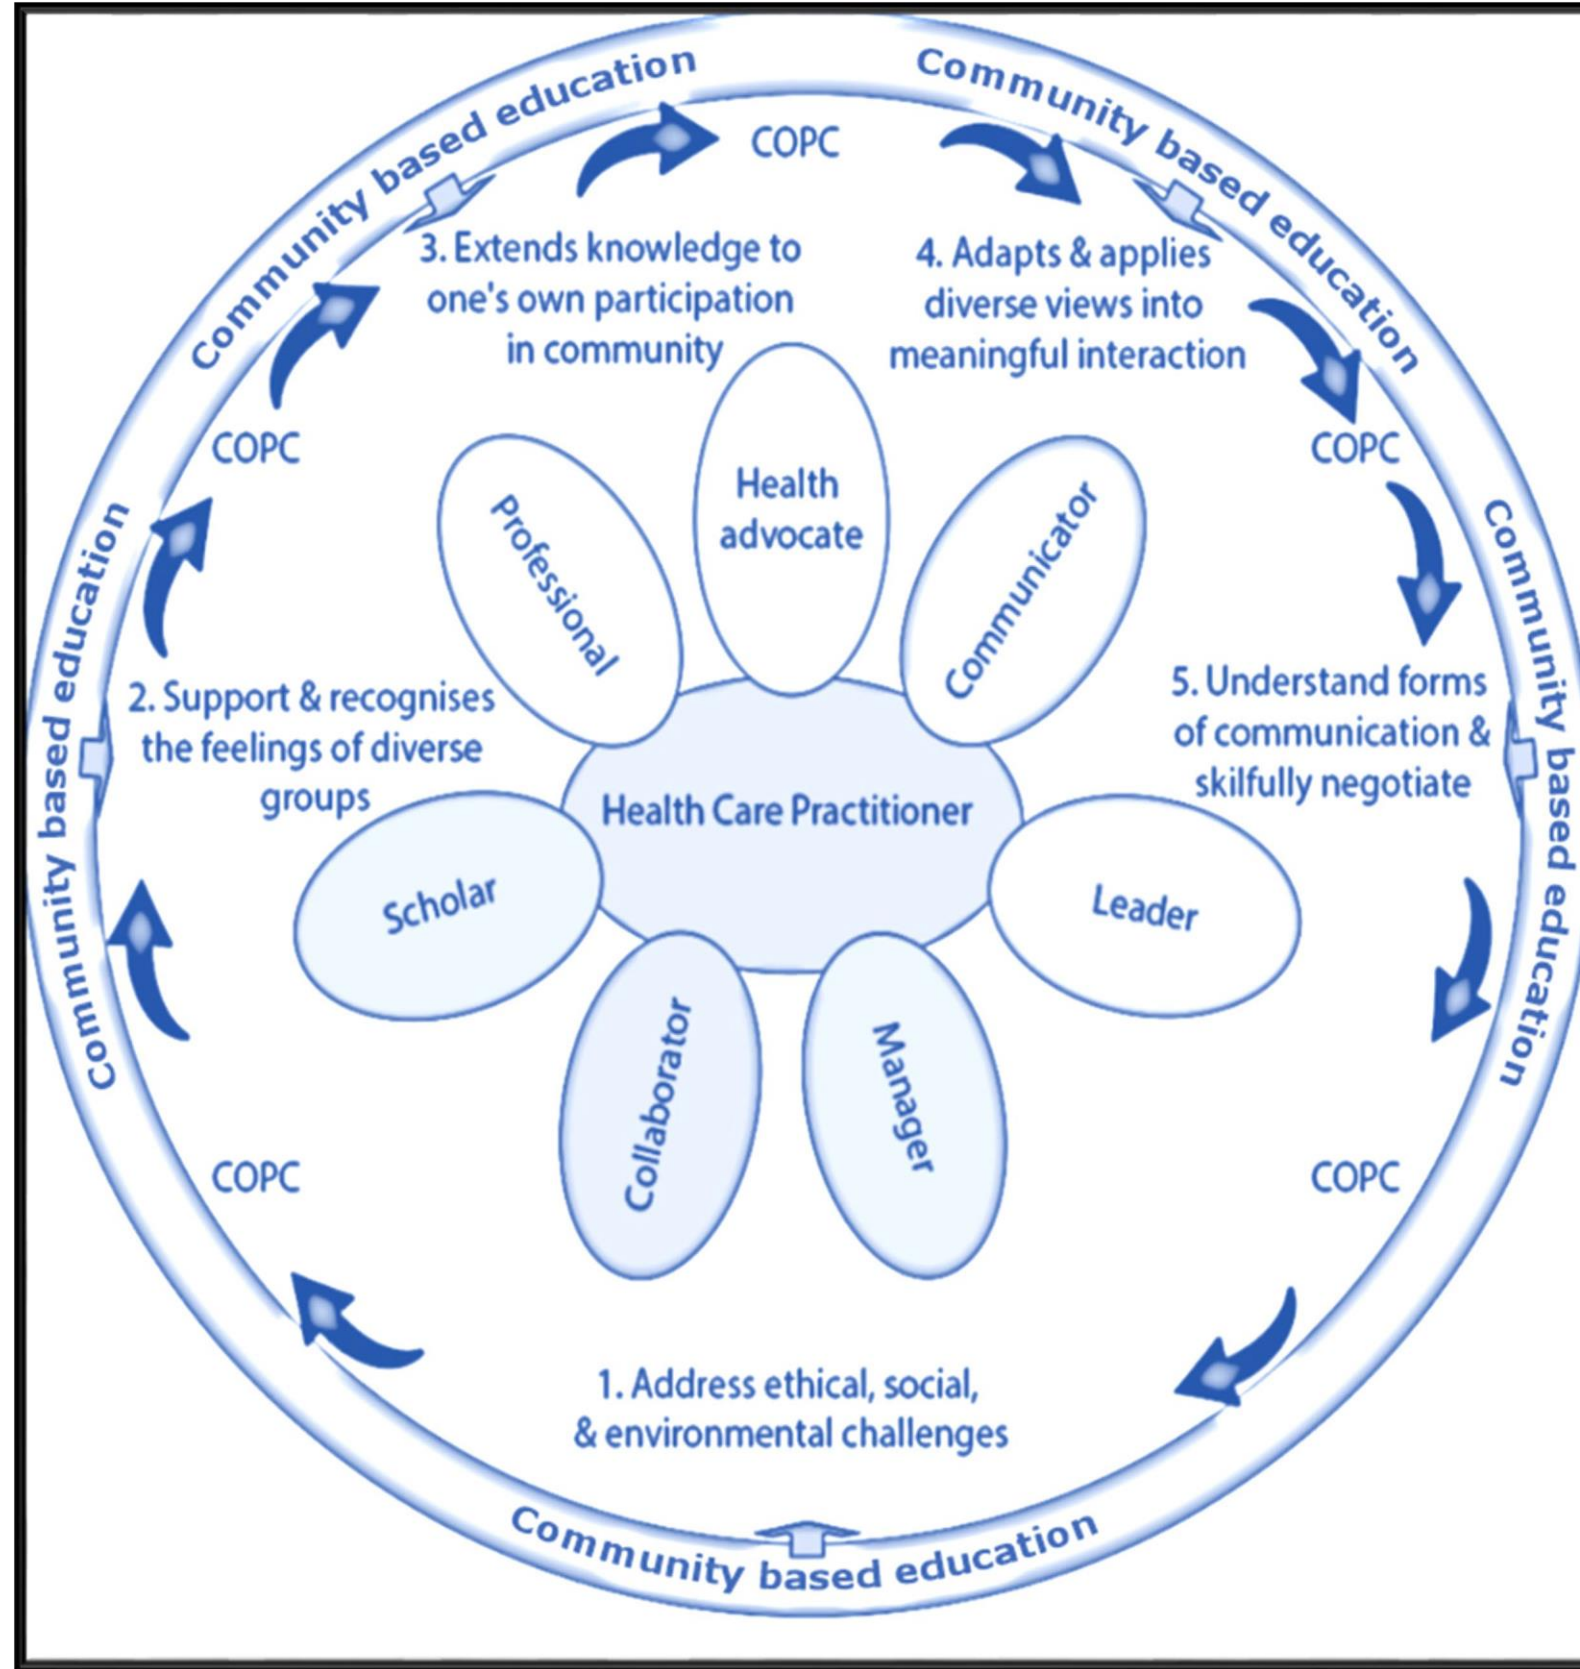 Community based education
Community based education
COPC
3. Extends knowledge to
one's own participation
in community
4. Adapts & applies
diverse views into
meaningful interaction
COPC
COPC
Health
advocate
Professional
Communicator
Community based education
Community based education
2. Support & recognises
the feelings of diverse
groups
5. Understand forms
of communication &
skilfully negotiate
Health Care Practitioner
Scholar
Leader
Collaborator
Manager
COPC
COPC
1. Address ethical, social,
& environmental challenges
Community based education